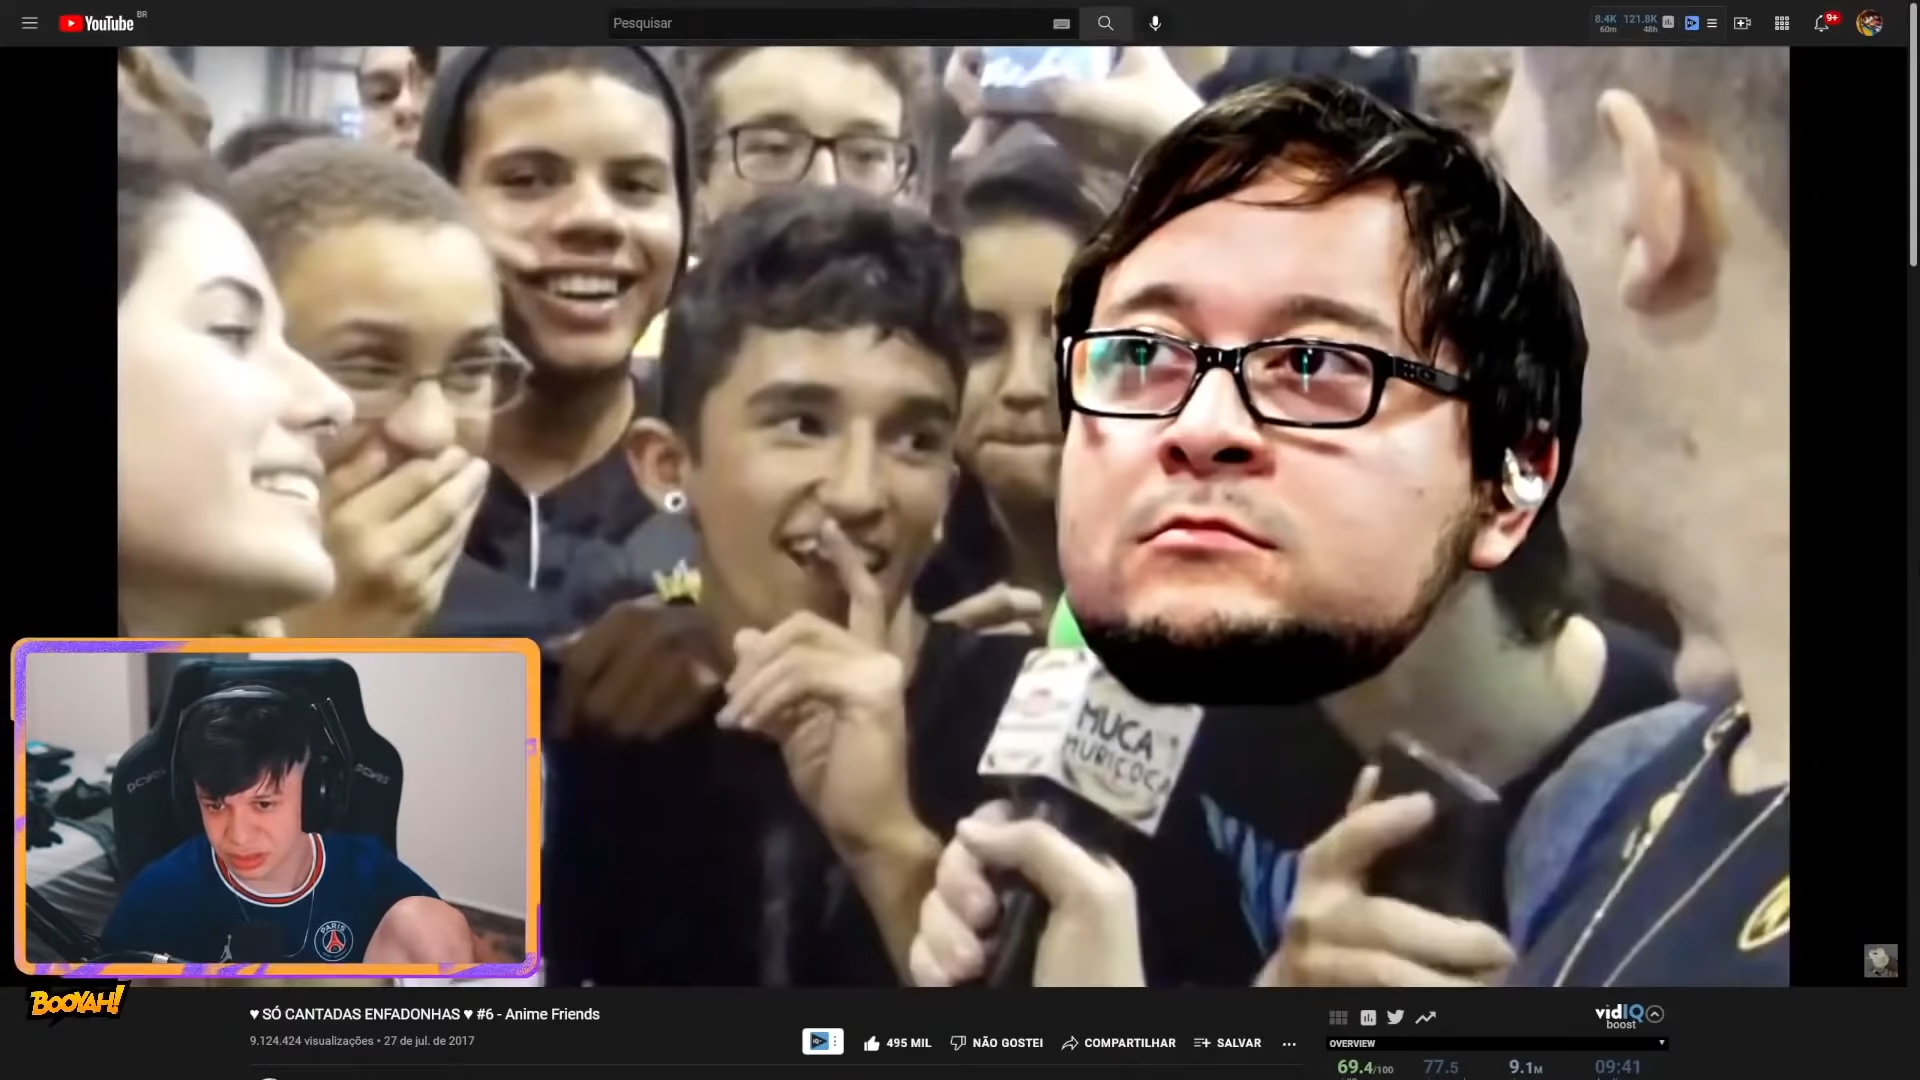 YouTube BR
Pesquisar
8.4K 60m
121.8K 48h
9+
MUCA
MURIÇOCA
PARIS
BOOYAH!
♥ SÓ CANTADAS ENFADONHAS ♥ #6 - Anime Friends
9.124.424 visualizações • 27 de jul. de 2017
495 MIL
NÃO GOSTEI
COMPARTILHAR
SALVAR
vidIQ
boost
OVERVIEW
69.4/100
77.5
9.1M
09:41